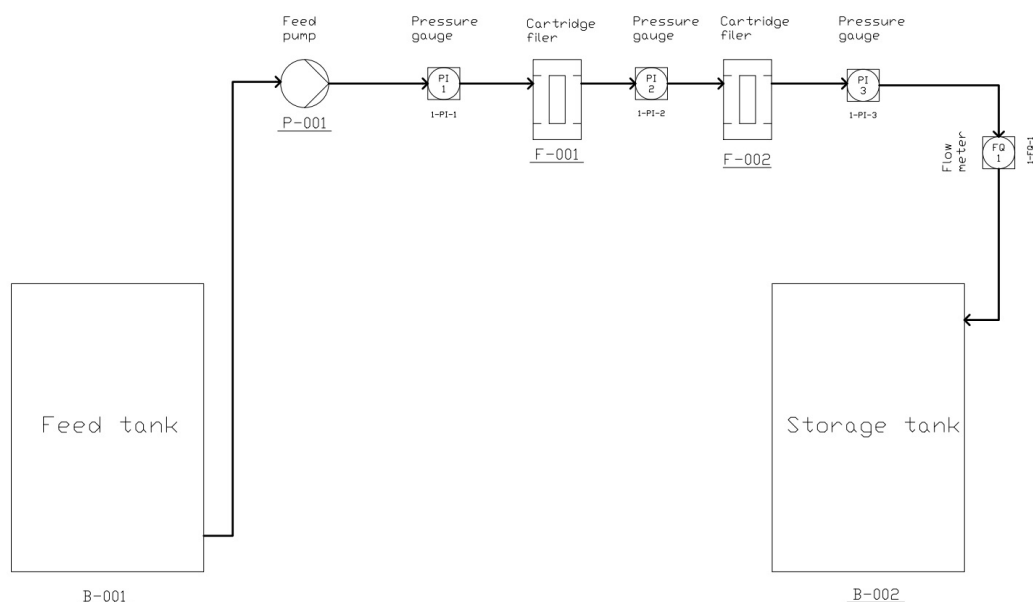 Feed
pump
Pressure
gauge
Cartridge
filer
Pressure
gauge
Cartridge
filer
Pressure
gauge
PI
1
PI
2
PI
3
1-PI-1
1-PI-2
1-PI-3
P-001
F-001
F-002
Flow
meter
FQ
1
1-FQ-1
Feed tank
Storage tank
B-001
B-002